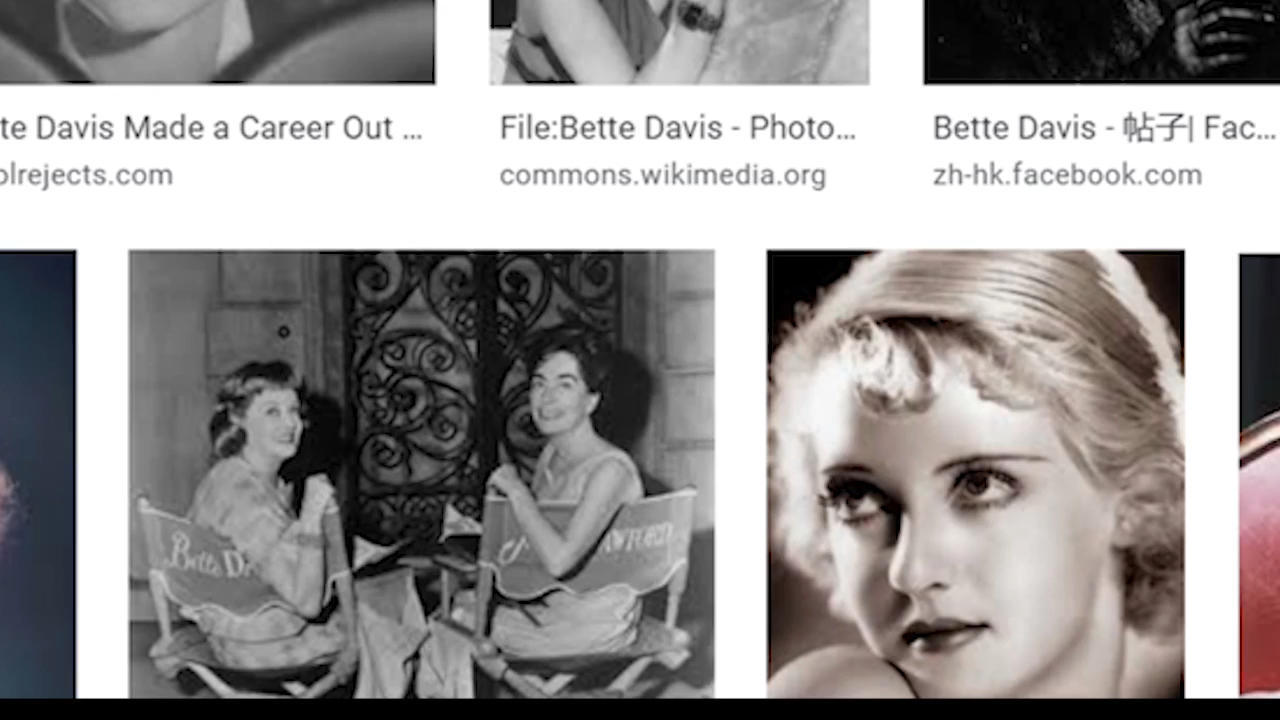 te Davis Made a Career Out ...
File:Bette Davis - Photo...
Bette Davis - 帖子| Fac...
olrejects.com
commons.wikimedia.org
zh-hk.facebook.com
Bette D
WFORD